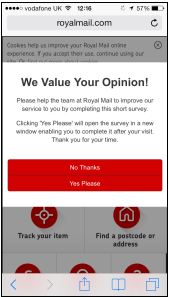 vodafone UK 12:16 57%
royalmail.com
Cookies help us improve your Royal Mail online
experience. If you accept their use, continue using our
We Value Your Opinion!
Please help the team at Royal Mail to improve our
service to you by completing this short survey.
Clicking 'Yes Please' will open the survey in a new
window enabling you to complete it after your visit.
Thank you for your time.
No Thanks
Yes Please
Track your item
Find a postcode or
address